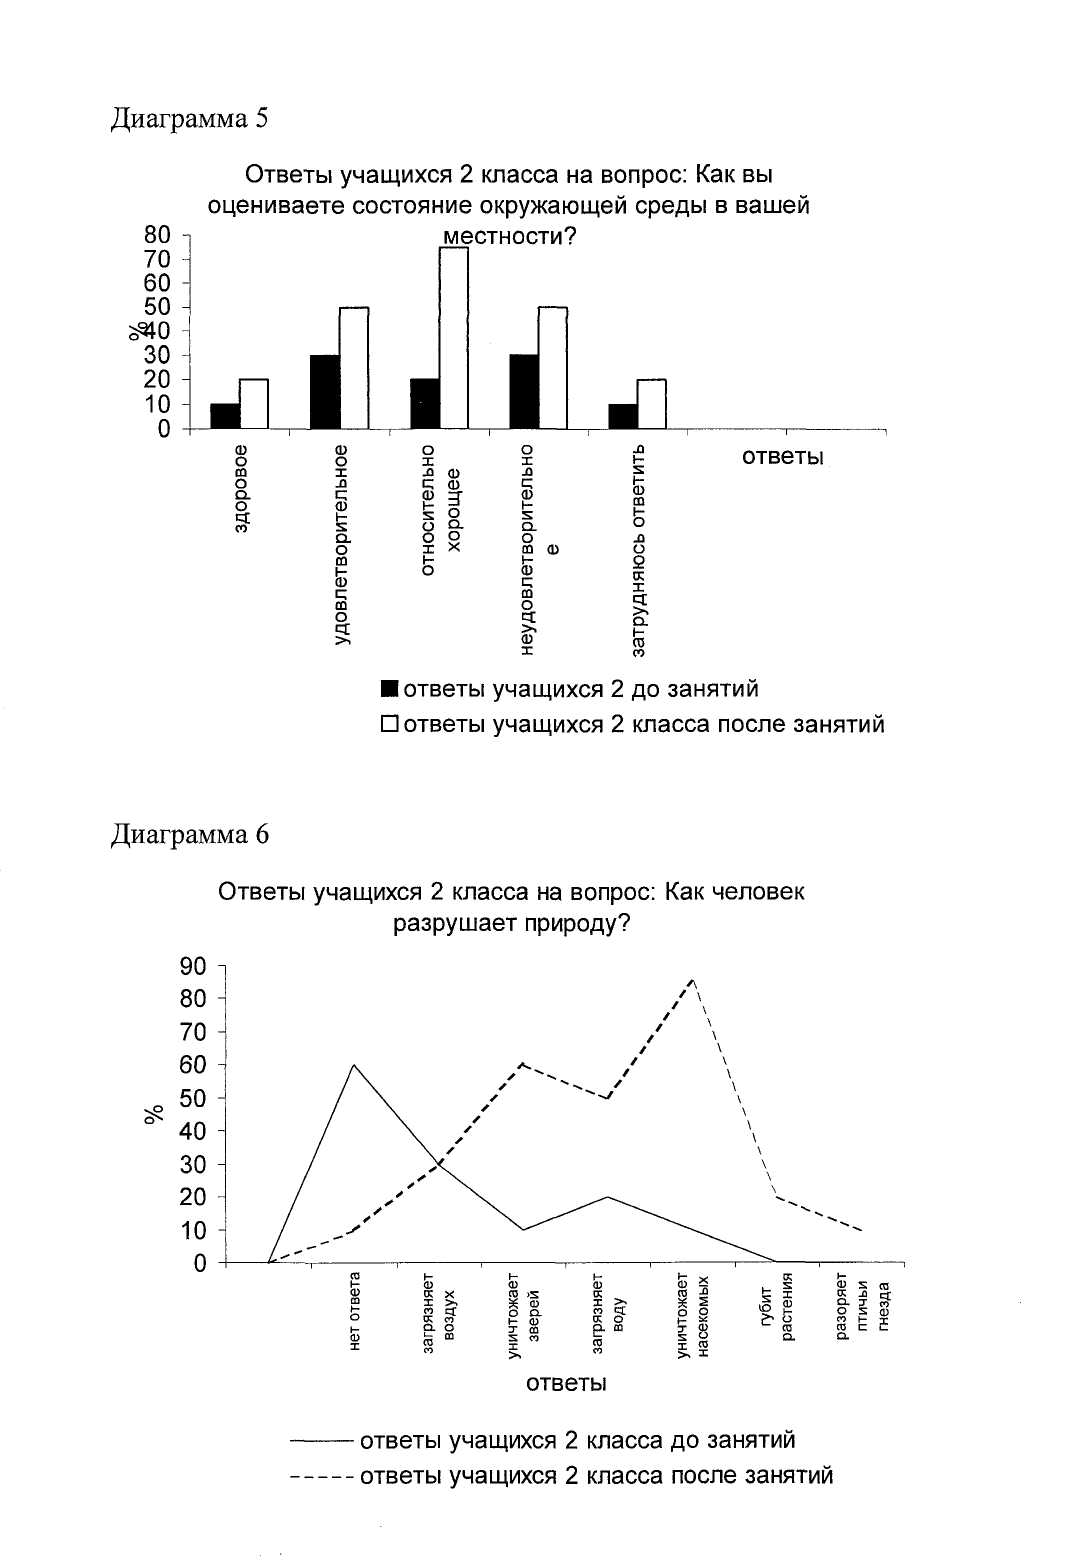 Диаграмма 5
Ответы учащихся 2 класса на вопрос: Как вы
оцениваете состояние окружающей среды в вашей
местности?
80
70
60
50
40
30
20
10
0
%
здоровое
удовлетворительное
относительно
хорощее
неудовлетворительно
е
затрудняюсь ответить
ответы
ответы учащихся 2 до занятий
ответы учащихся 2 класса после занятий
Диаграмма 6
Ответы учащихся 2 класса на вопрос: Как человек
разрушает природу?
90
80
70
60
50
40
30
20
10
0
%
нет ответа
загрязняет
воздух
уничтожает
зверей
загрязняет
воду
уничтожает
насекомых
губит
растения
разоряет
птичьи
гнезда
ответы
ответы учащихся 2 класса до занятий
ответы учащихся 2 класса после занятий